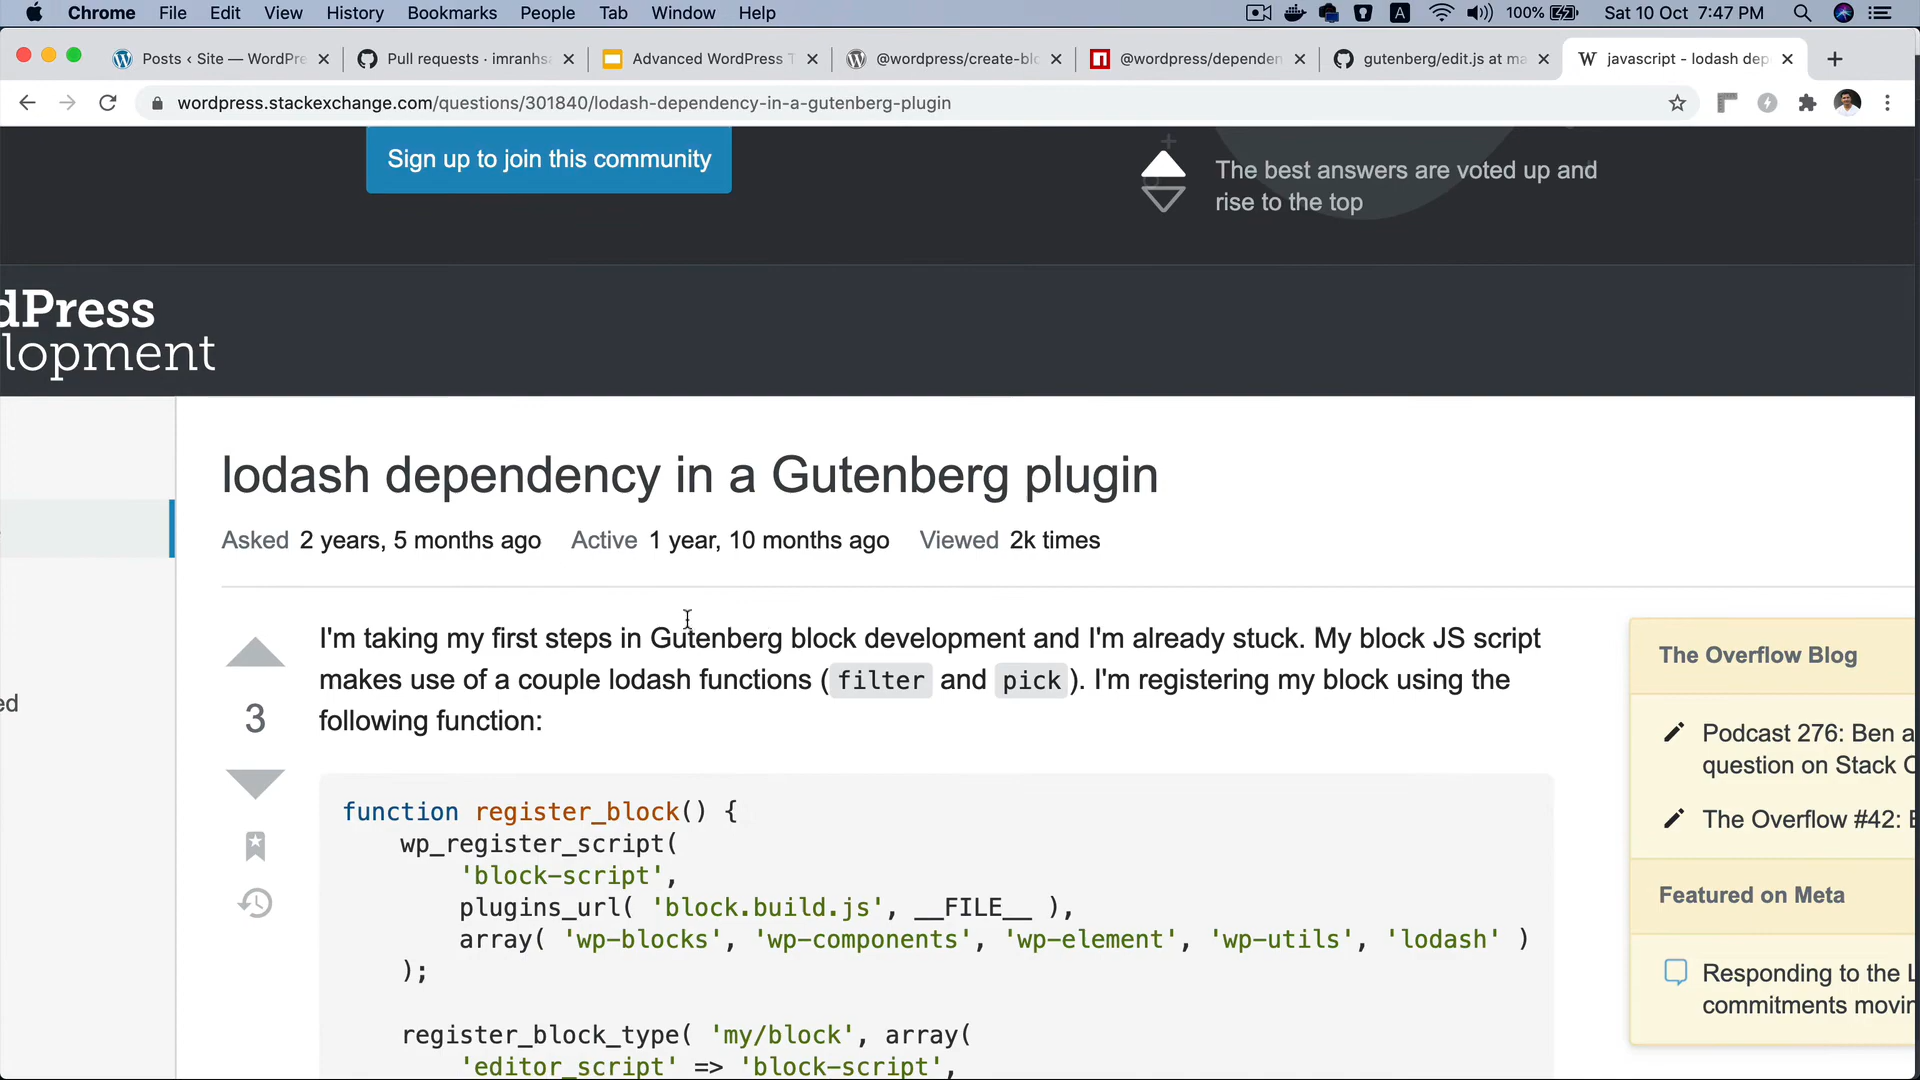 Chrome File Edit View History Bookmarks People Tab Window Help A 100% Sat 10 Oct 7:47 PM
Posts ‹ Site — WordPre Pull requests · imranhsa Advanced WordPress T @wordpress/create-blo @wordpress/dependen gutenberg/edit.js at ma W javascript - lodash dep
wordpress.stackexchange.com/questions/301840/lodash-dependency-in-a-gutenberg-plugin
Sign up to join this community
The best answers are voted up and
rise to the top
dPress
lopment
lodash dependency in a Gutenberg plugin
Asked 2 years, 5 months ago Active 1 year, 10 months ago Viewed 2k times
I'm taking my first steps in Gutenberg block development and I'm already stuck. My block JS script
makes use of a couple lodash functions ( filter and pick ). I'm registering my block using the
following function:
3
function register_block() {
wp_register_script(
'block-script',
plugins_url( 'block.build.js', __FILE__ ),
array( 'wp-blocks', 'wp-components', 'wp-element', 'wp-utils', 'lodash' )
);
register_block_type( 'my/block', array(
'editor_script' => 'block-script',
ed
The Overflow Blog
Podcast 276: Ben a
question on Stack O
The Overflow #42: B
Featured on Meta
Responding to the L
commitments movin